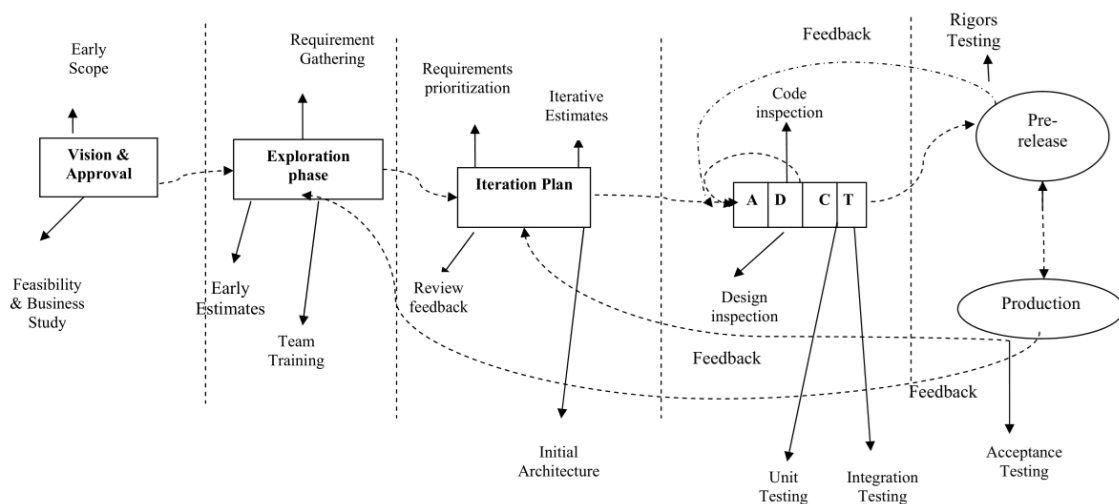 Early
Scope
Vision &
Approval
Feasibility
& Business
Study
Requirement
Gathering
Exploration
phase
Early
Estimates
Team
Training
Requirements
prioritization
Iterative
Estimates
Iteration Plan
Review
feedback
Initial
Architecture
Feedback
Code
inspection
A D C T
Design
inspection
Feedback
Unit
Testing
Integration
Testing
Rigors
Testing
Pre-
release
Production
Feedback
Acceptance
Testing